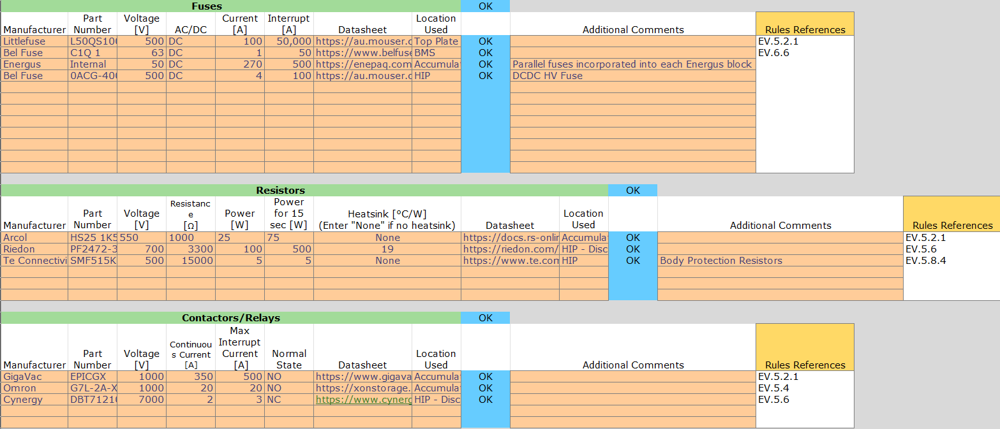 Fuses OK
Manufacturer Part Number Voltage [V] AC/DC Current [A] Interrupt [A] Datasheet Location Used Additional Comments Rules References
Littlefuse L50QS100 500 DC 100 50,000 https://au.mouser.c Top Plate OK EV.5.2.1
Bel Fuse C1Q 1 63 DC 1 50 https://www.belfuse BMS OK EV.6.6
Energus Internal 50 DC 270 500 https://enepaq.com Accumula OK Parallel fuses incorporated into each Energus block
Bel Fuse 0ACG-400 500 DC 4 100 https://au.mouser.c HIP OK DCDC HV Fuse
Resistors OK
Manufacturer Part Number Voltage [V] Resistance [Ω] Power [W] Power for 15 sec [W] Heatsink [°C/W] (Enter "None" if no heatsink) Datasheet Location Used Additional Comments Rules References
Arcol HS25 1K5 550 1000 25 75 None https://docs.rs-onlin Accumula OK EV.5.2.1
Riedon PF2472-3 700 3300 100 500 19 https://riedon.com/ HIP - Disc OK EV.5.6
Te Connectivi SMF515K 500 15000 5 5 None https://www.te.com HIP OK Body Protection Resistors EV.5.8.4
Contactors/Relays OK
Manufacturer Part Number Voltage [V] Continuous Current [A] Max Interrupt Current [A] Normal State Datasheet Location Used Additional Comments Rules References
GigaVac EPICGX 1000 350 500 NO https://www.gigava Accumula OK EV.5.2.1
Omron G7L-2A-X 1000 20 20 NO https://xonstorage. Accumula OK EV.5.4
Cynergy DBT7121 7000 2 3 NC https://www.cynerg HIP - Disc OK EV.5.6